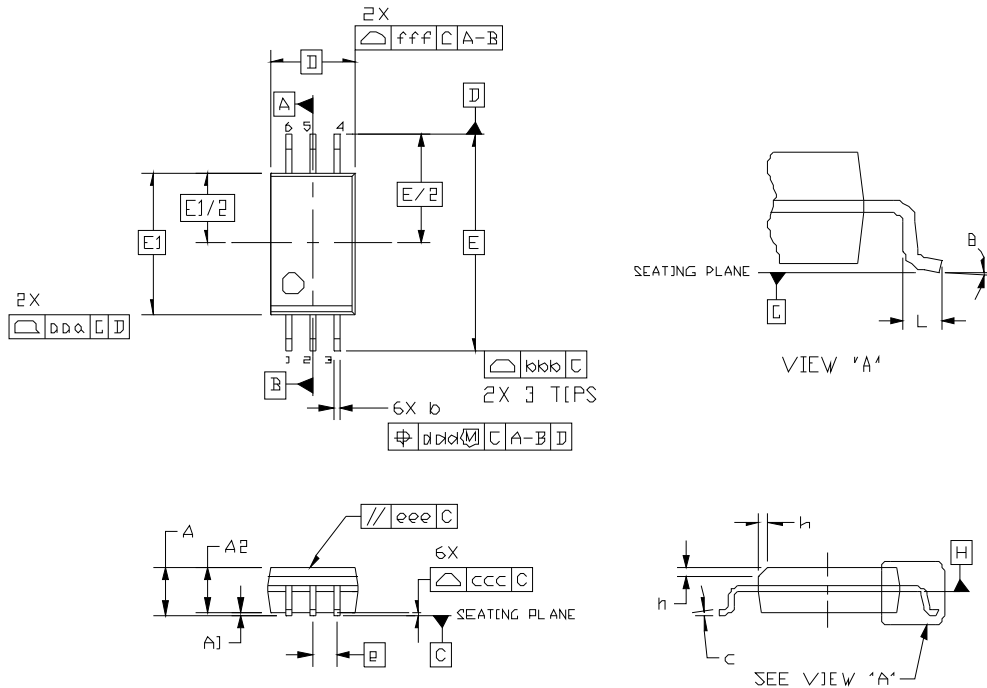 2X
fff C A-B
D
A
D
6 5 4
E1/2
E/2
E1
E
SEATING PLANE
θ
C
L
VIEW "A"
2X
C D
1 2 3
B
bbb C
2X 3 TIPS
6X b
ddd M C A-B D
// eee C
A
A2
6X
ccc C
SEATING PLANE
A1
e
C
h
h
H
c
SEE VIEW "A"